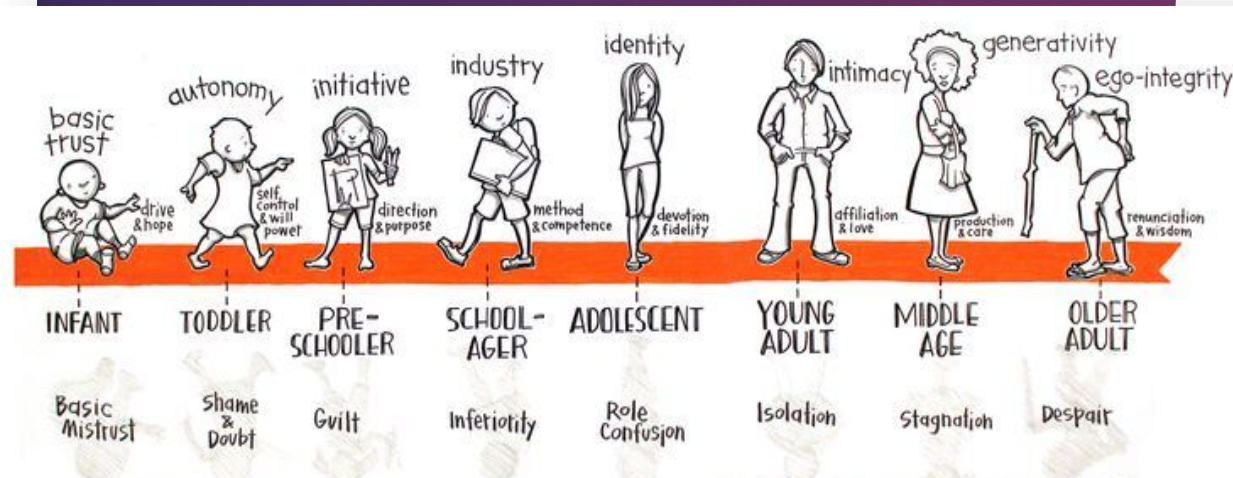 basic
trust
drive
& hope
INFANT
Basic
Mistrust
autonomy
self
control
& will
power
TODDLER
Shame
&
Doubt
initiative
direction
& purpose
PRE-
SCHOOLER
Guilt
industry
method
& competence
SCHOOL-
AGER
Inferiority
identity
devotion
& fidelity
ADOLESCENT
Role
Confusion
intimacy
affiliation
& love
YOUNG
ADULT
Isolation
generativity
production
& care
MIDDLE
AGE
Stagnation
ego-integrity
renunciation
& wisdom
OLDER
ADULT
Despair